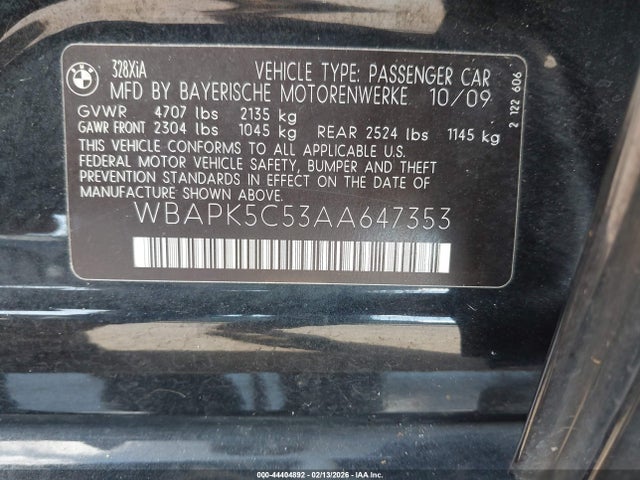 BMW
328XiA VEHICLE TYPE: PASSENGER CAR
MFD BY BAYERISCHE MOTORENWERKE 10/09
GVWR 4707 lbs 2135 kg
GAWR FRONT 2304 lbs 1045 kg REAR 2524 lbs 1145 kg
THIS VEHICLE CONFORMS TO ALL APPLICABLE U.S.
FEDERAL MOTOR VEHICLE SAFETY, BUMPER AND THEFT
PREVENTION STANDARDS IN EFFECT ON THE DATE OF
MANUFACTURE SHOWN ABOVE.
WBAPK5C53AA647353
2 122 606
000-44404892 - 02/13/2026 - IAA Inc.